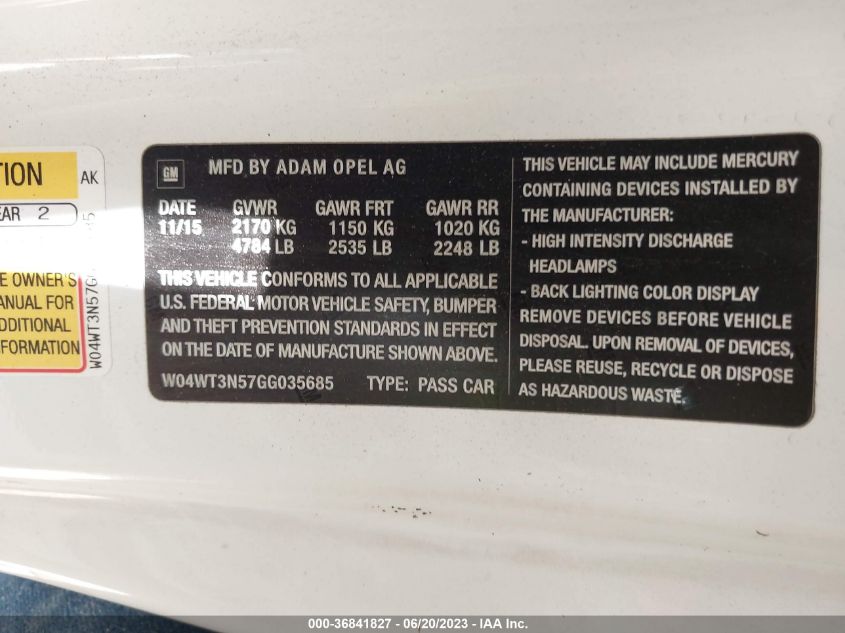 TION
AK
EAR 2
E OWNER'S
ANUAL FOR
ADDITIONAL
FORMATION
W04WT3N57GG
85
GM
MFD BY ADAM OPEL AG
DATE GVWR GAWR FRT GAWR RR
11/15 2170 KG 1150 KG 1020 KG
4784 LB 2535 LB 2248 LB
THIS VEHICLE CONFORMS TO ALL APPLICABLE
U.S. FEDERAL MOTOR VEHICLE SAFETY, BUMPER
AND THEFT PREVENTION STANDARDS IN EFFECT
ON THE DATE OF MANUFACTURE SHOWN ABOVE.
W04WT3N57GG035685 TYPE: PASS CAR
THIS VEHICLE MAY INCLUDE MERCURY
CONTAINING DEVICES INSTALLED BY
THE MANUFACTURER:
- HIGH INTENSITY DISCHARGE
HEADLAMPS
- BACK LIGHTING COLOR DISPLAY
REMOVE DEVICES BEFORE VEHICLE
DISPOSAL. UPON REMOVAL OF DEVICES,
PLEASE REUSE, RECYCLE OR DISPOSE
AS HAZARDOUS WASTE.
000-36841827 - 06/20/2023 - IAA Inc.